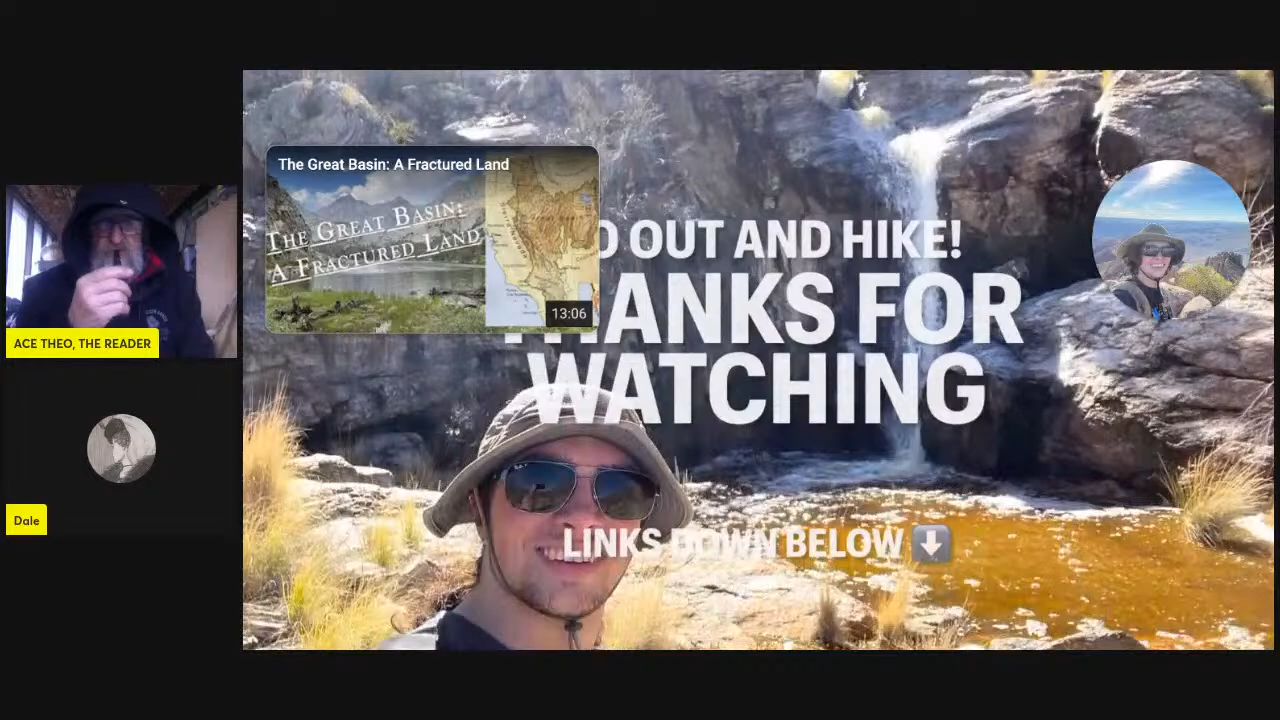 The Great Basin: A Fractured Land
THE GREAT BASIN:
A FRACTURED LAND
13:06
OUT AND HIKE!
THANKS FOR
WATCHING
LINKS DOWN BELOW
ACE THEO, THE READER
Dale